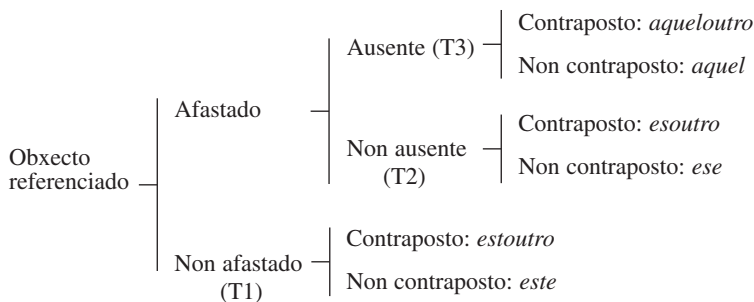 Contraposto: aqueloutro
Ausente (T3)
Non contraposto: aquel
Afastado
Contraposto: esoutro
Non ausente
(T2)
Non contraposto: ese
Obxecto
referenciado
Contraposto: estoutro
Non afastado
(T1)
Non contraposto: este